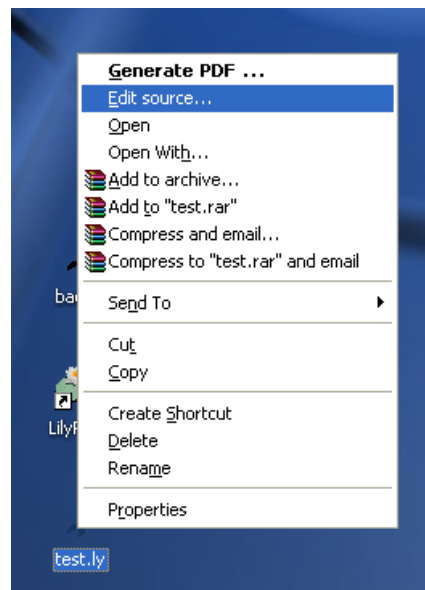 Generate PDF ...
Edit source...
Open
Open With...
Add to archive...
Add to "test.rar"
Compress and email...
Compress to "test.rar" and email
Send To
Cut
Copy
Create Shortcut
Delete
Rename
Properties
test.ly